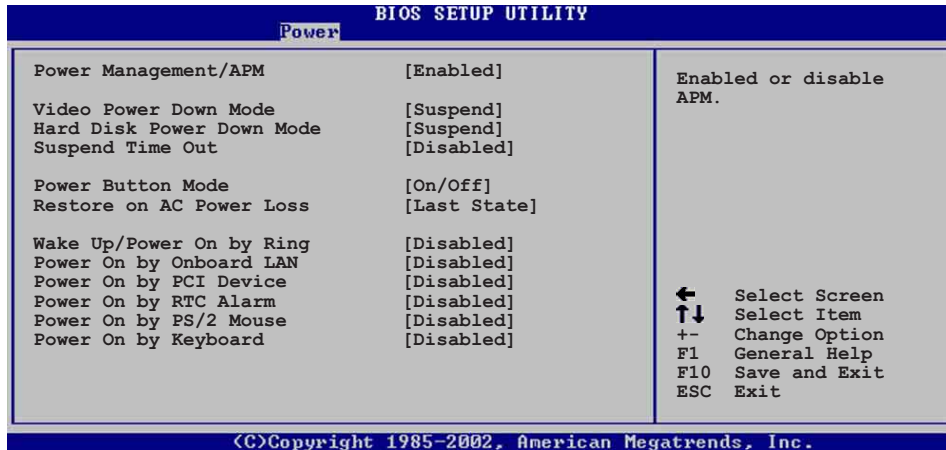 BIOS SETUP UTILITY
Power
Power Management/APM [Enabled]
Video Power Down Mode [Suspend]
Hard Disk Power Down Mode [Suspend]
Suspend Time Out [Disabled]
Power Button Mode [On/Off]
Restore on AC Power Loss [Last State]
Wake Up/Power On by Ring [Disabled]
Power On by Onboard LAN [Disabled]
Power On by PCI Device [Disabled]
Power On by RTC Alarm [Disabled]
Power On by PS/2 Mouse [Disabled]
Power On by Keyboard [Disabled]
Enabled or disable
APM.
← Select Screen
↑↓ Select Item
+- Change Option
F1 General Help
F10 Save and Exit
ESC Exit
(C)Copyright 1985-2002, American Megatrends, Inc.